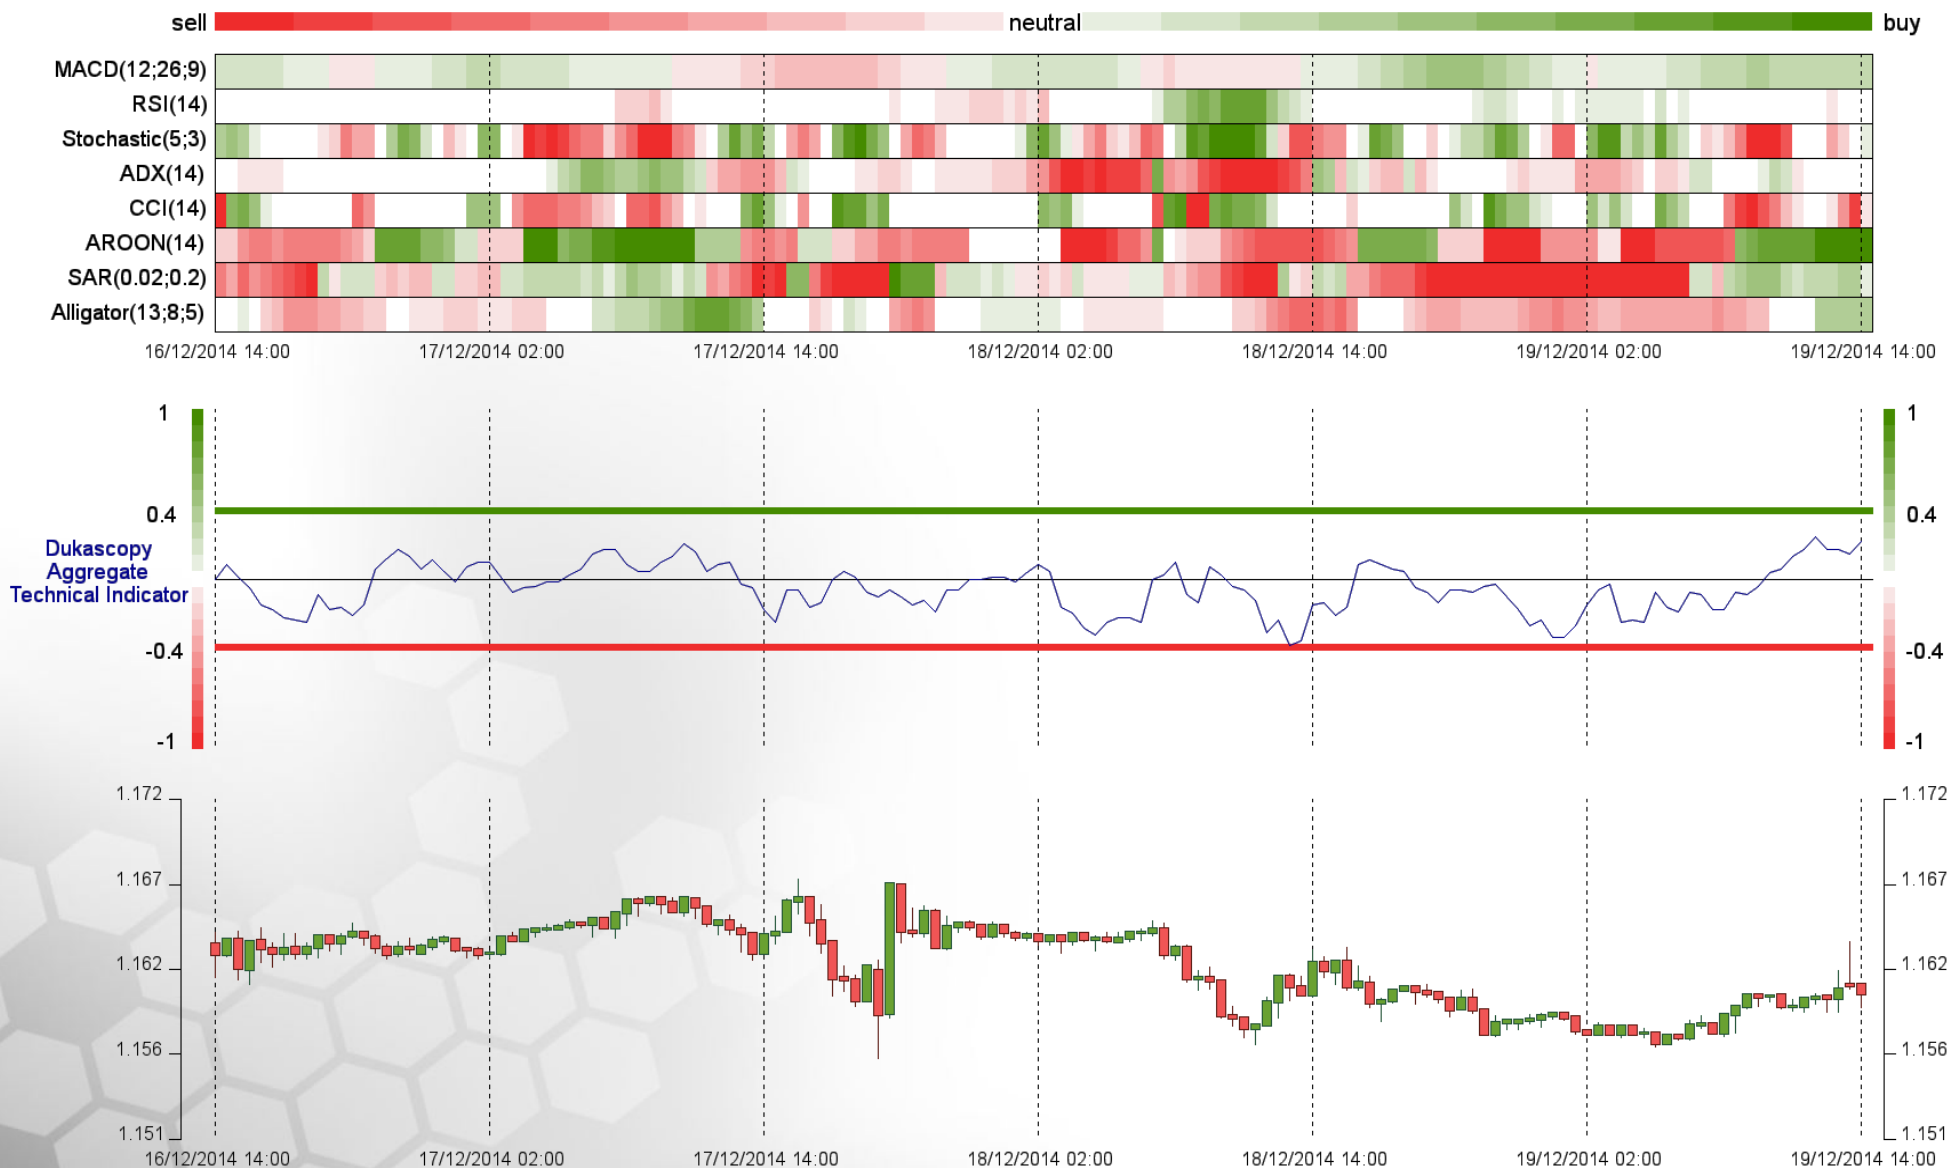 sell neutral buy
MACD(12;26;9)
RSI(14)
Stochastic(5;3)
ADX(14)
CCI(14)
AROON(14)
SAR(0.02;0.2)
Alligator(13;8;5)
16/12/2014 14:00 17/12/2014 02:00 17/12/2014 14:00 18/12/2014 02:00 18/12/2014 14:00 19/12/2014 02:00 19/12/2014 14:00
1 1
0.4 0.4
Dukascopy
Aggregate
Technical Indicator
-0.4 -0.4
-1 -1
1.172 1.172
1.167 1.167
1.162 1.162
1.156 1.156
1.151 1.151
16/12/2014 14:00 17/12/2014 02:00 17/12/2014 14:00 18/12/2014 02:00 18/12/2014 14:00 19/12/2014 02:00 19/12/2014 14:00